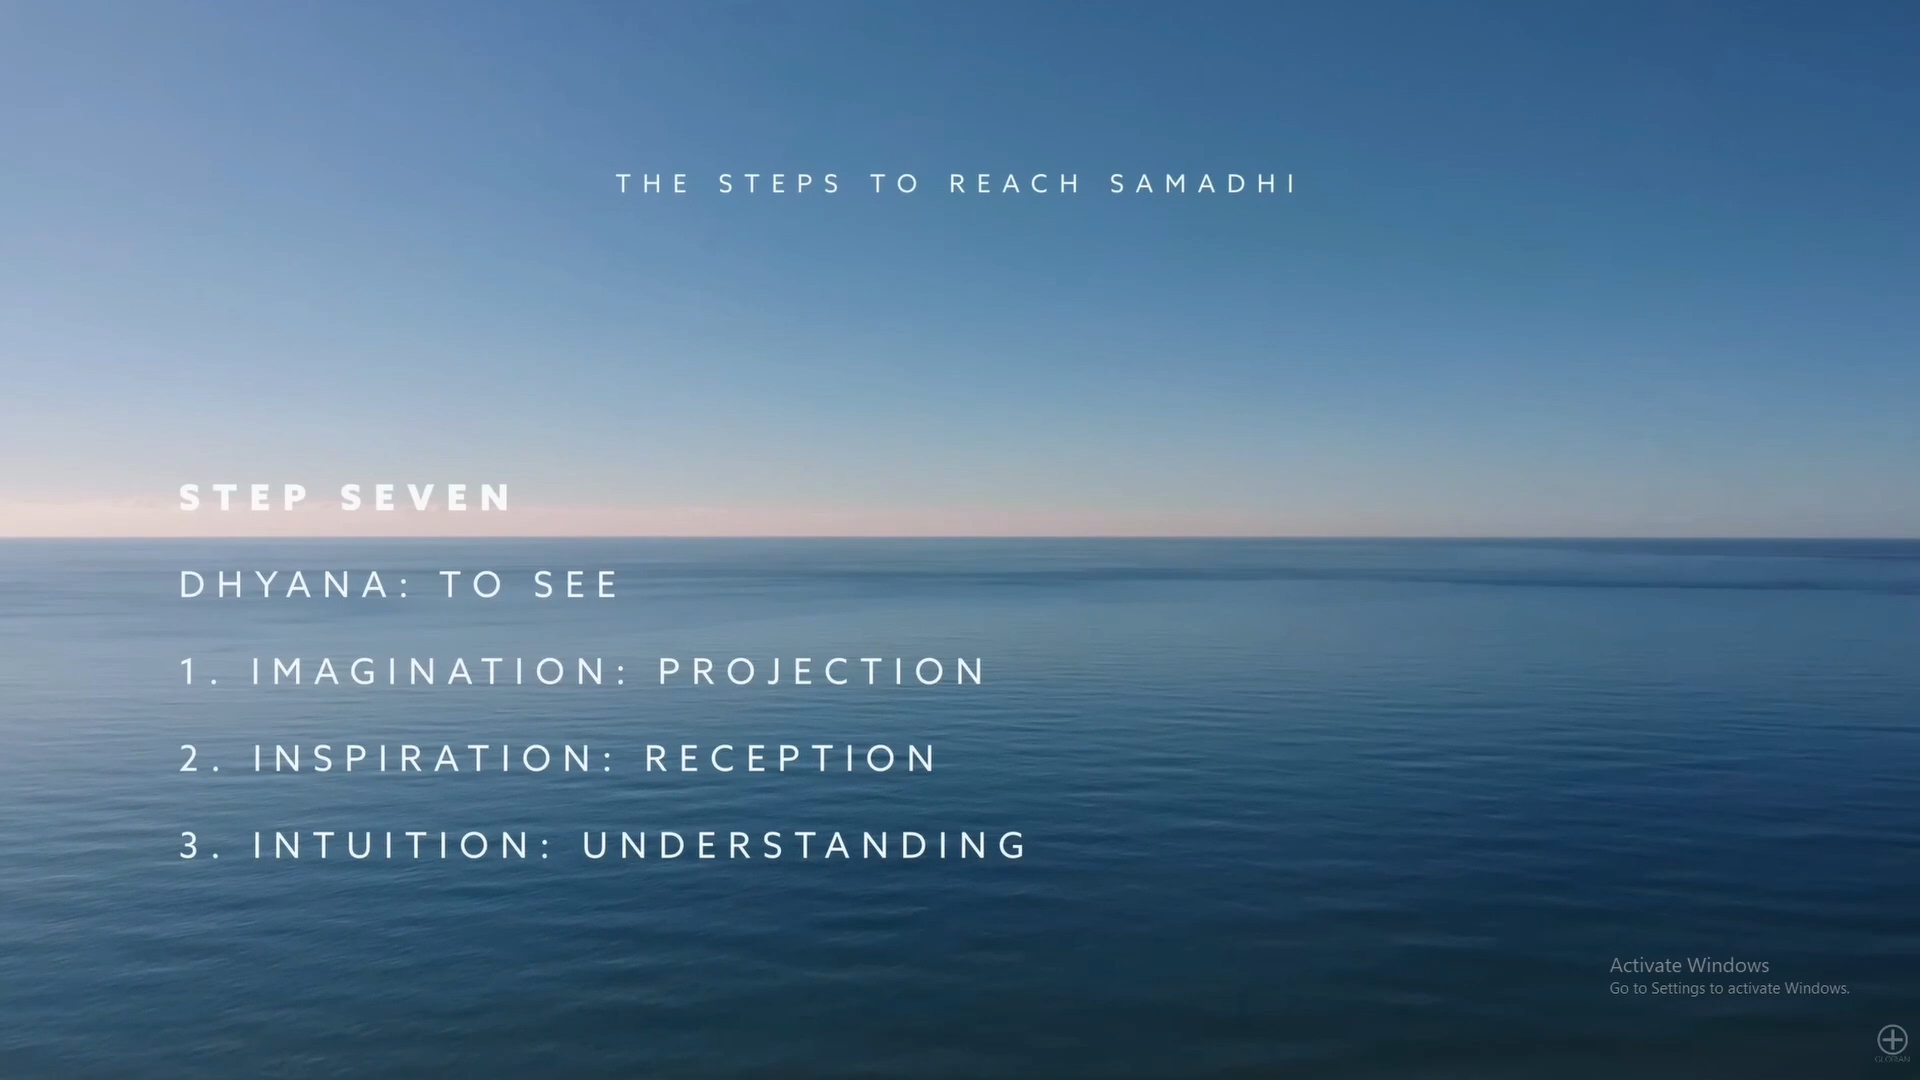 THE STEPS TO REACH SAMADHI
STEP SEVEN
DHYANA: TO SEE
1. IMAGINATION: PROJECTION
2. INSPIRATION: RECEPTION
3. INTUITION: UNDERSTANDING
Activate Windows
Go to Settings to activate Windows.
GLORIAN